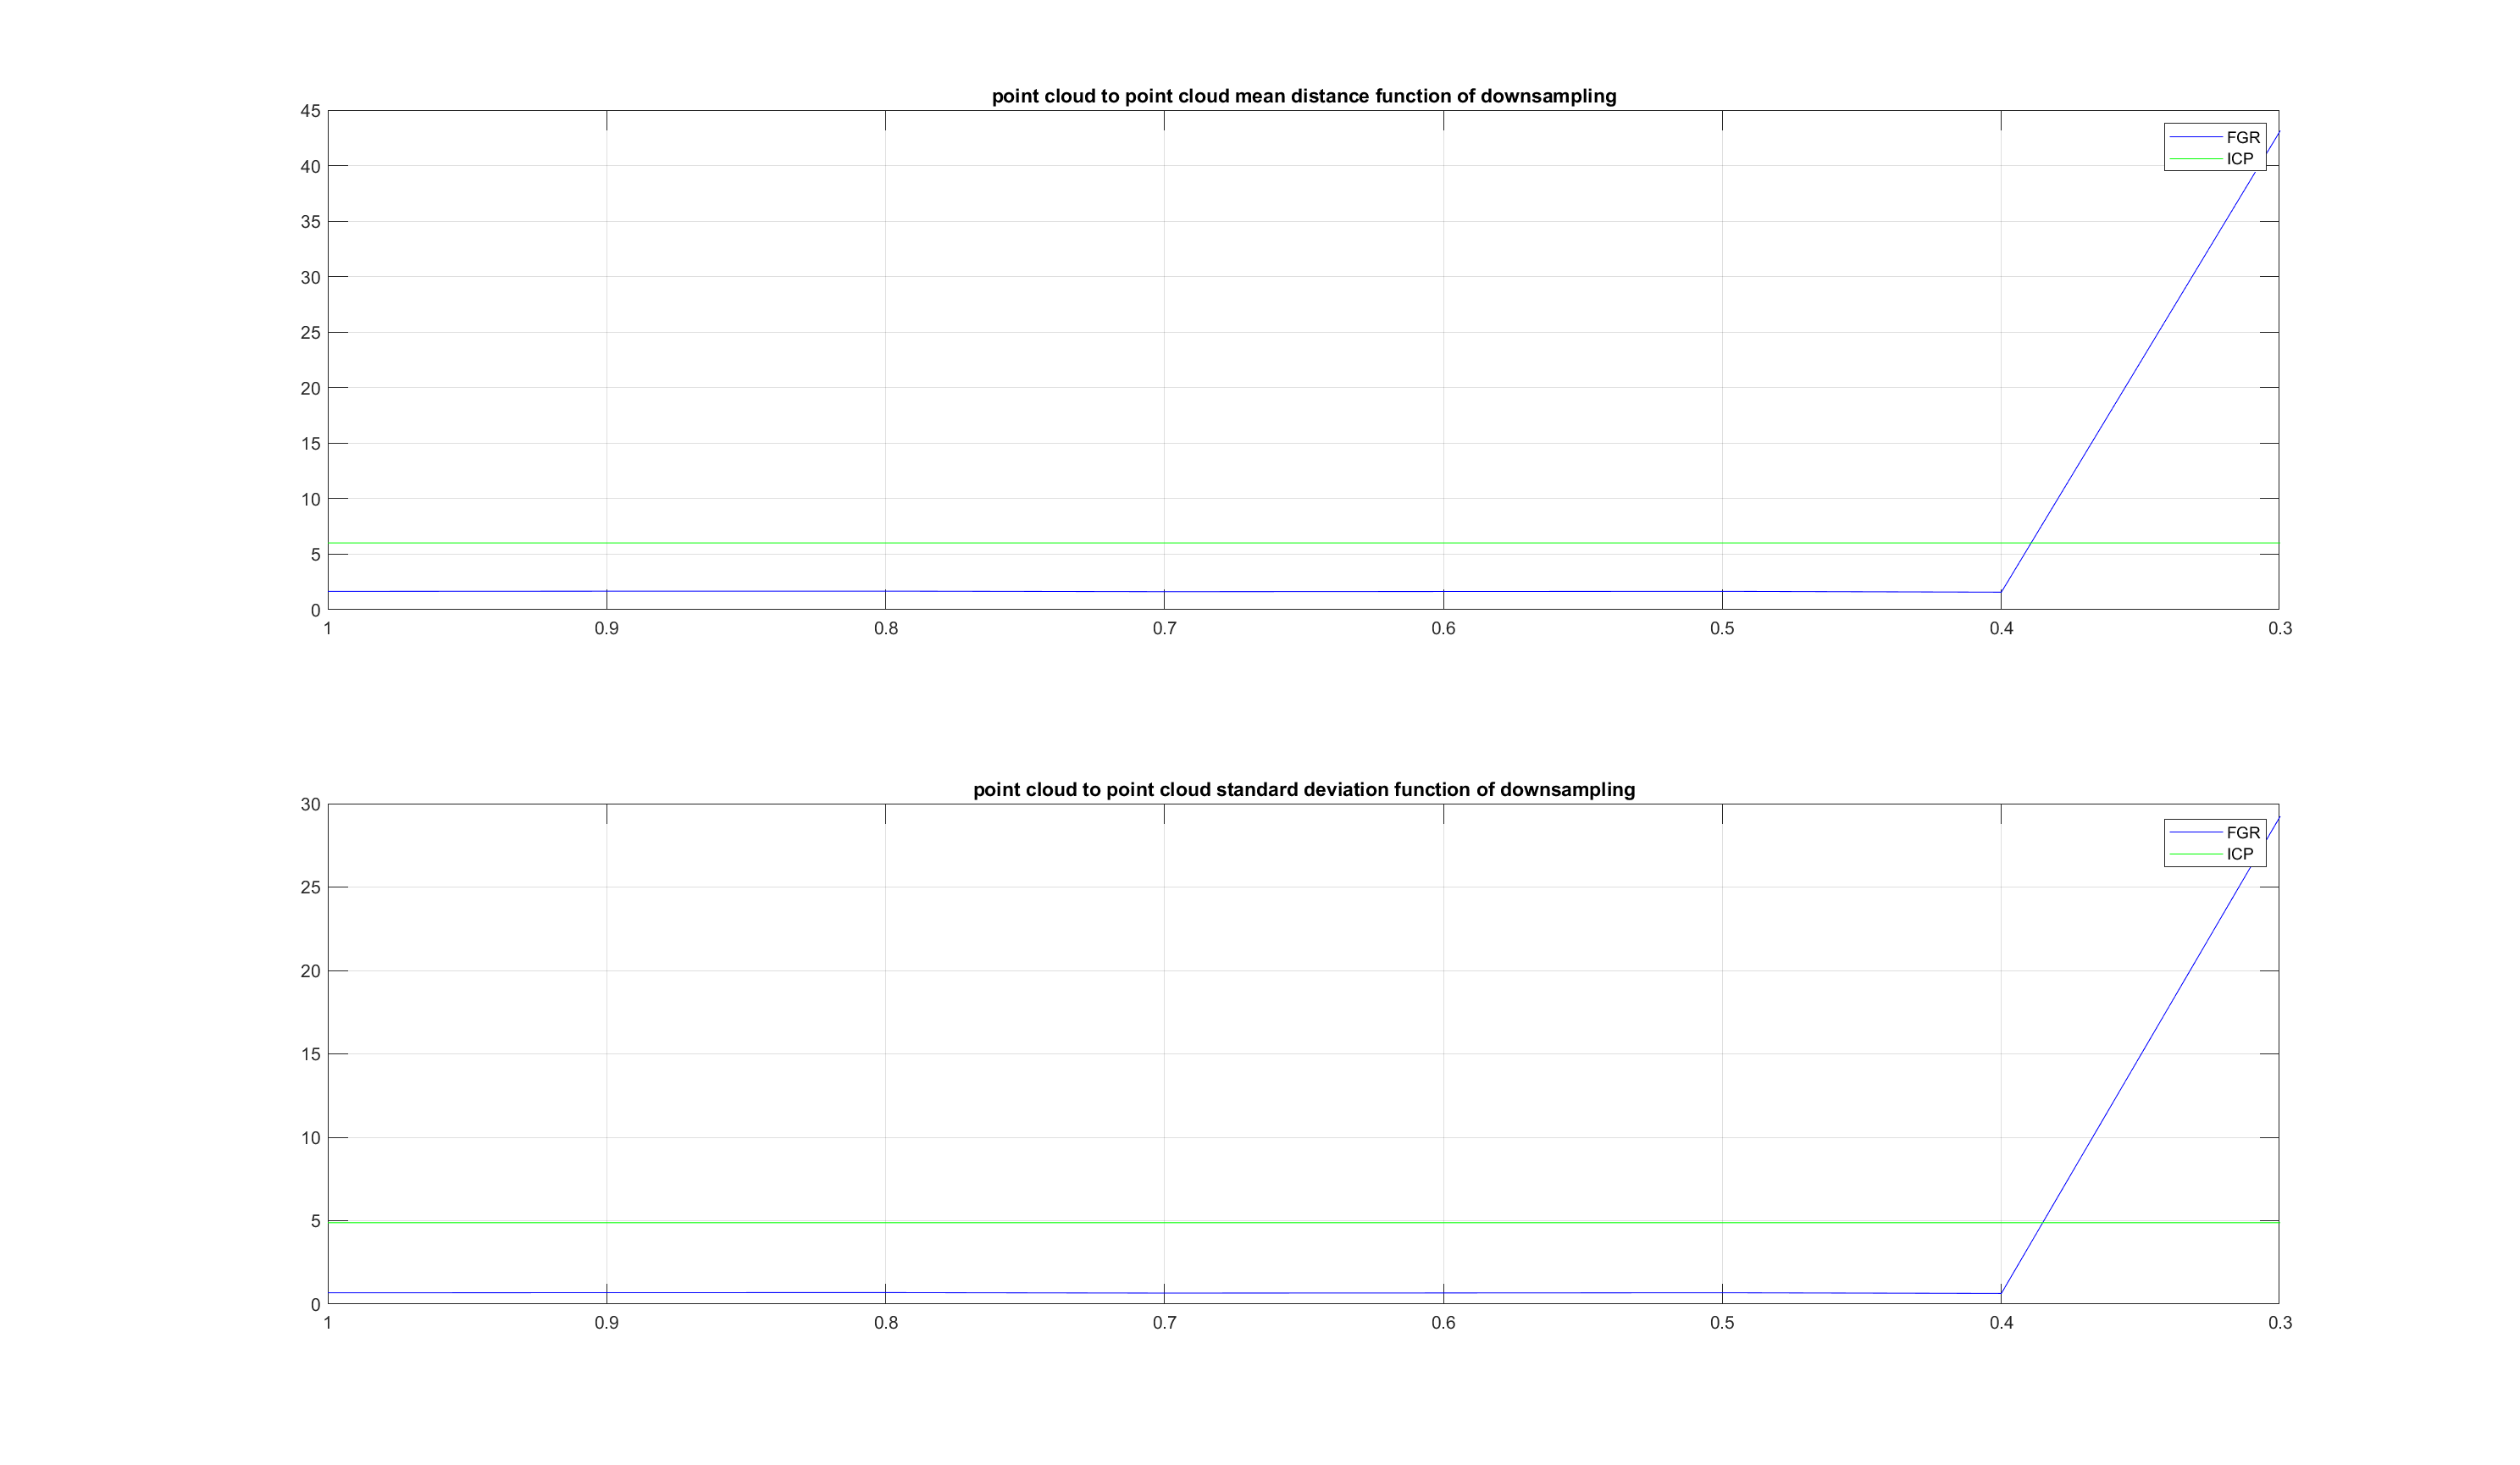 point cloud to point cloud mean distance function of downsampling
45
40
35
30
25
20
15
10
5
0
FGR
ICP
1 0.9 0.8 0.7 0.6 0.5 0.4 0.3
point cloud to point cloud standard deviation function of downsampling
30
25
20
15
10
5
0
FGR
ICP
1 0.9 0.8 0.7 0.6 0.5 0.4 0.3